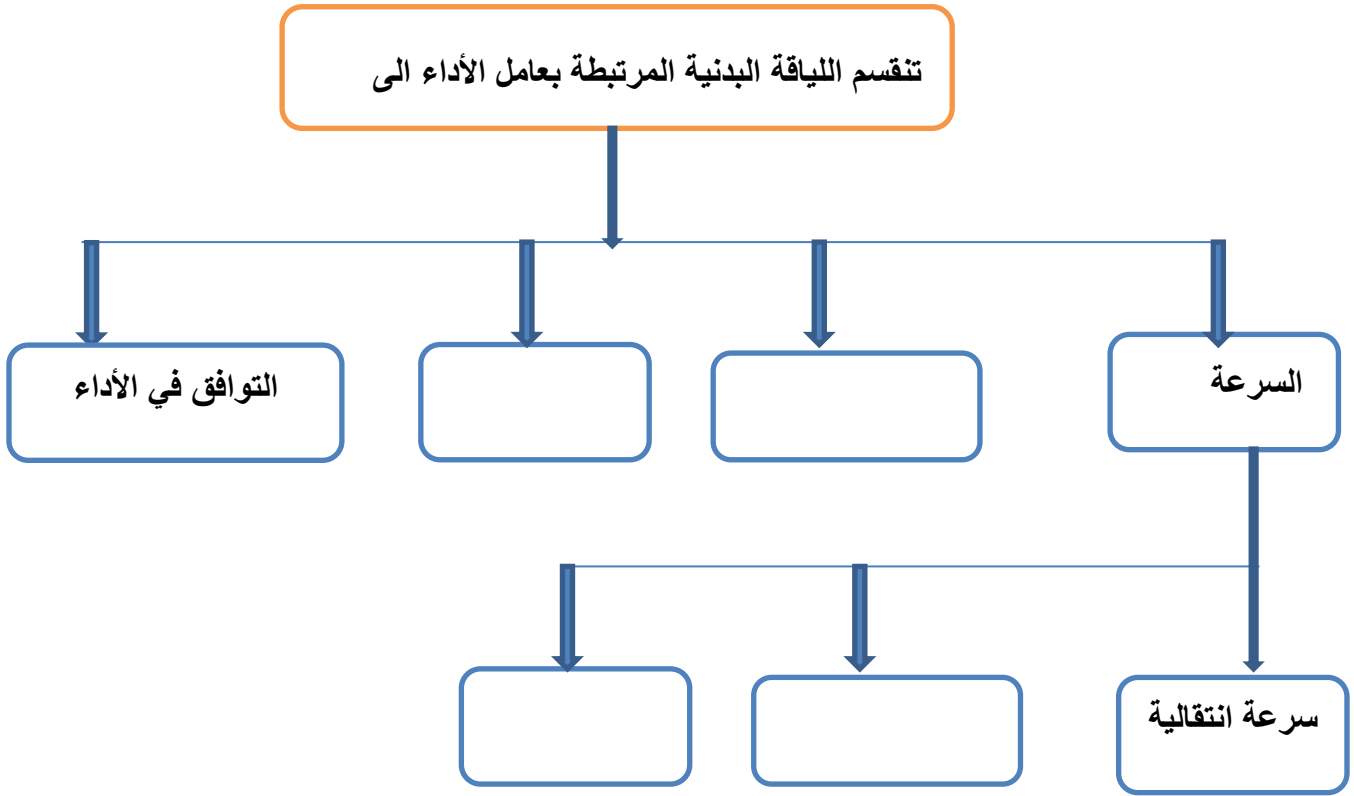 تنقسم اللياقة البدنية المرتبطة بعامل الأداء الى
السرعة
التوافق في الأداء
سرعة انتقالية